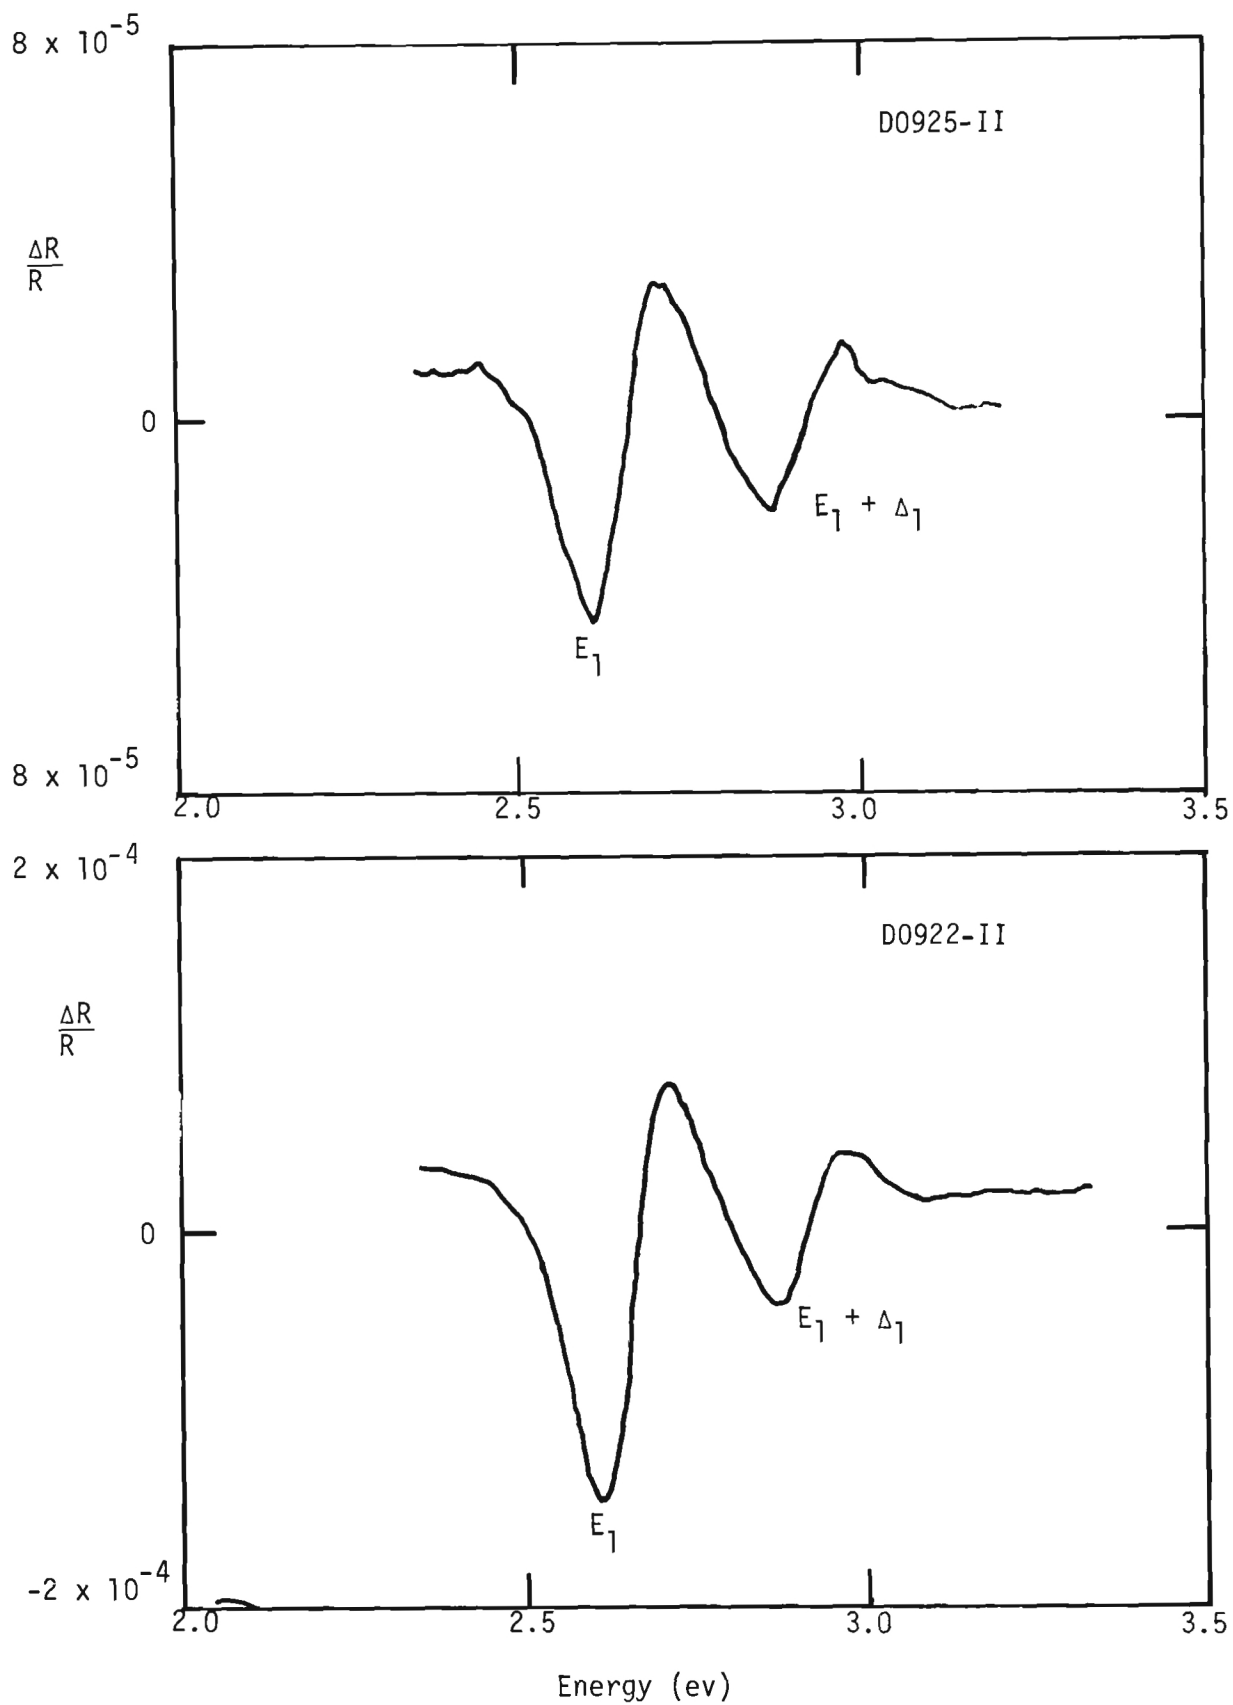 8 x 10-5
D0925-II
ΔR
R
0
E1 + Δ1
E1
8 x 10-5
2.0 2.5 3.0 3.5
2 x 10-4
D0922-II
ΔR
R
0
E1 + Δ1
E1
-2 x 10-4
2.0 2.5 3.0 3.5
Energy (ev)